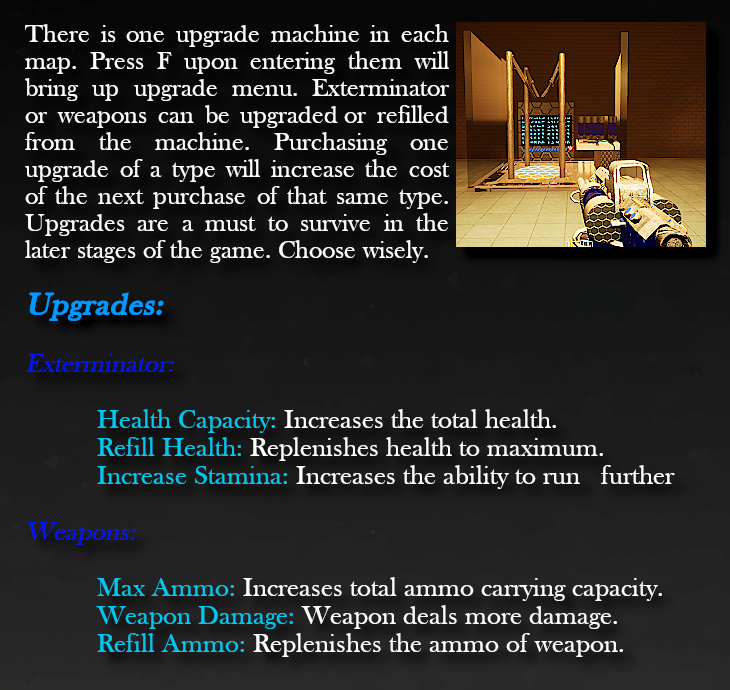 There is one upgrade machine in each
map. Press F upon entering them will
bring up upgrade menu. Exterminator
or weapons can be upgraded or refilled
from the machine. Purchasing one
upgrade of a type will increase the cost
of the next purchase of that same type.
Upgrades are a must to survive in the
later stages of the game. Choose wisely.
Upgrades:
Exterminator:
Health Capacity: Increases the total health.
Refill Health: Replenishes health to maximum.
Increase Stamina: Increases the ability to run further
Weapons:
Max Ammo: Increases total ammo carrying capacity.
Weapon Damage: Weapon deals more damage.
Refill Ammo: Replenishes the ammo of weapon.